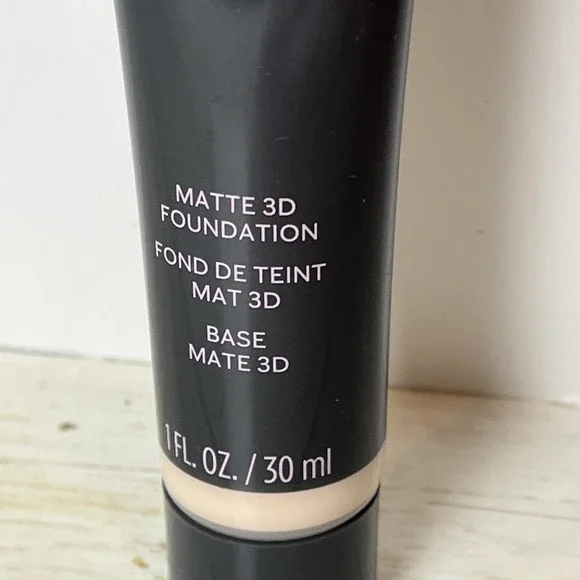 MATTE 3D
FOUNDATION
FOND DE TEINT
MAT 3D
BASE
MATE 3D
1 FL. OZ. / 30 ml